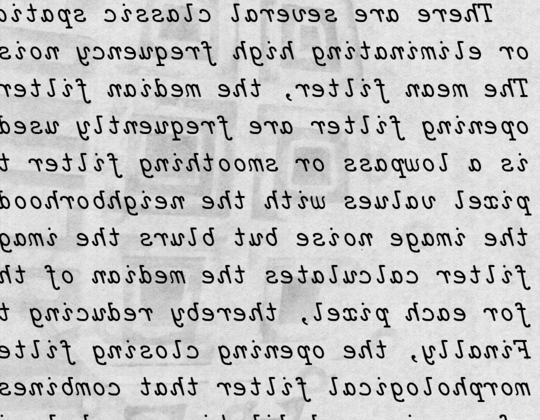 There are several classic spatia
or eliminating high frequency nois
The mean filter, the median filter
opening filter are frequently used
is a lowpass or smoothing filter t
pixel values with the neighborhood
the image noise but blurs the imag
filter calculates the median of th
for each pixel, thereby reducing t
Finally, the opening closing filte
morphological filter that combines